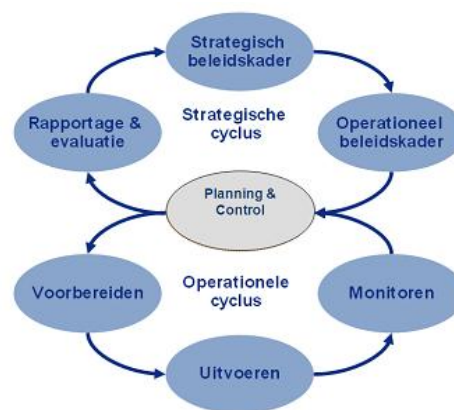 Strategisch
beleidskader
Rapportage &
evaluatie
Strategische
cyclus
Operationeel
beleidskader
Planning &
Control
Voorbereiden
Operationele
cyclus
Monitoren
Uitvoeren